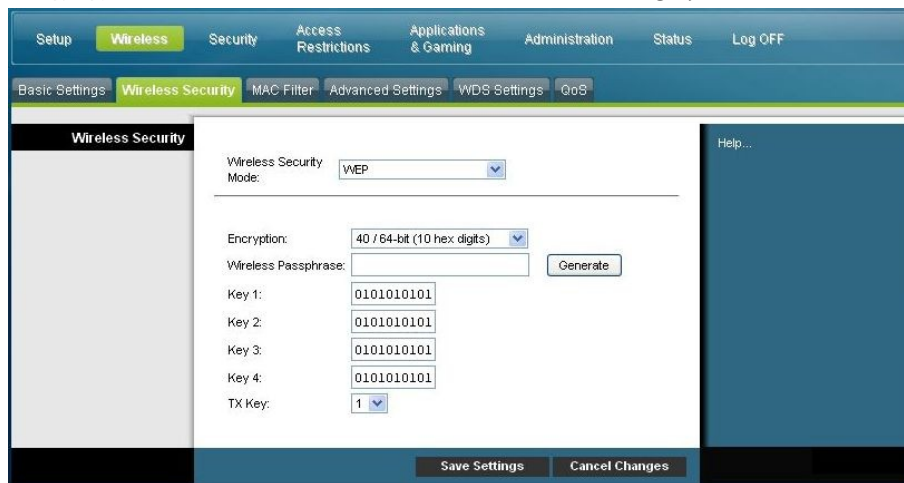 Setup Wireless Security Access Restrictions Applications & Gaming Administration Status Log OFF
Basic Settings Wireless Security MAC Filter Advanced Settings WDS Settings QoS
Wireless Security
Help...
Wireless Security Mode: WEP
Encryption: 40 / 64-bit (10 hex digits)
Wireless Passphrase: Generate
Key 1: 0101010101
Key 2: 0101010101
Key 3: 0101010101
Key 4: 0101010101
TX Key: 1
Save Settings Cancel Changes